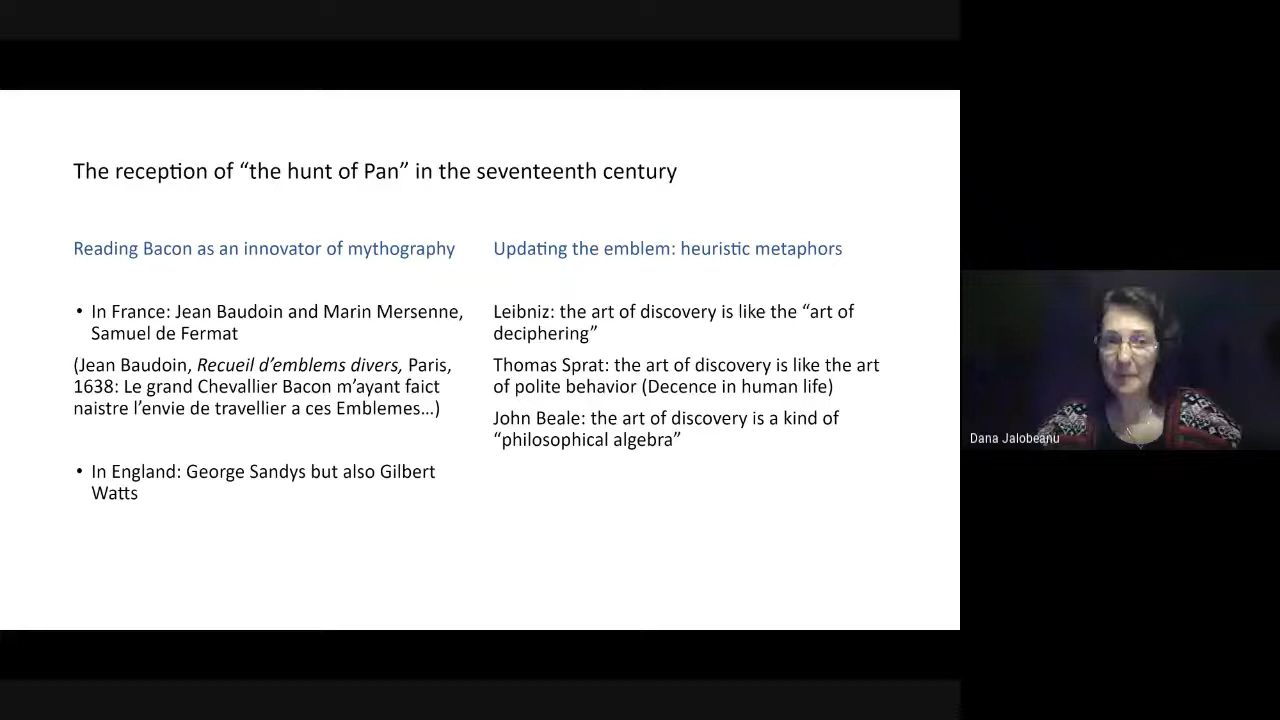 The reception of “the hunt of Pan” in the seventeenth century
Reading Bacon as an innovator of mythography
• In France: Jean Baudoin and Marin Mersenne,
Samuel de Fermat
(Jean Baudoin, Recueil d’emblems divers, Paris,
1638: Le grand Chevallier Bacon m’ayant faict
naistre l’envie de travellier a ces Emblemes…)
• In England: George Sandys but also Gilbert
Watts
Updating the emblem: heuristic metaphors
Leibniz: the art of discovery is like the “art of
deciphering”
Thomas Sprat: the art of discovery is like the art
of polite behavior (Decence in human life)
John Beale: the art of discovery is a kind of
“philosophical algebra”
Dana Jalobeanu